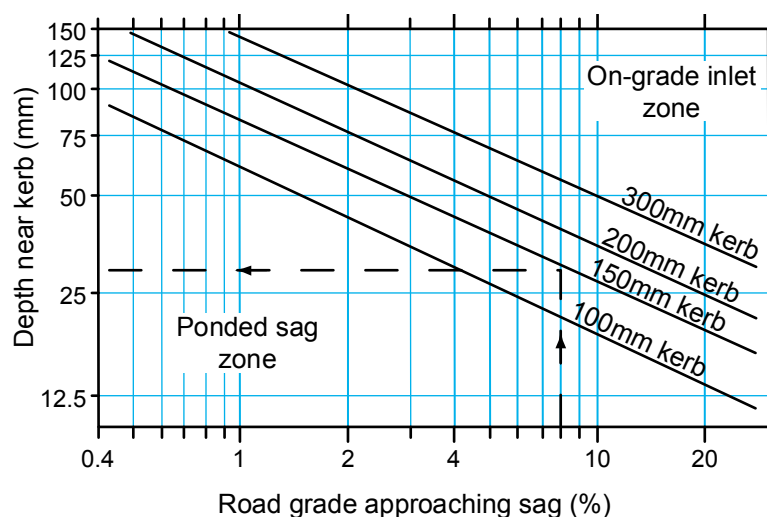 150
125
100
75
50
25
12.5
Depth near kerb (mm)
On-grade inlet
zone
300mm kerb
200mm kerb
150mm kerb
100mm kerb
Ponded sag
zone
0.4
1
2
4
10
20
Road grade approaching sag (%)